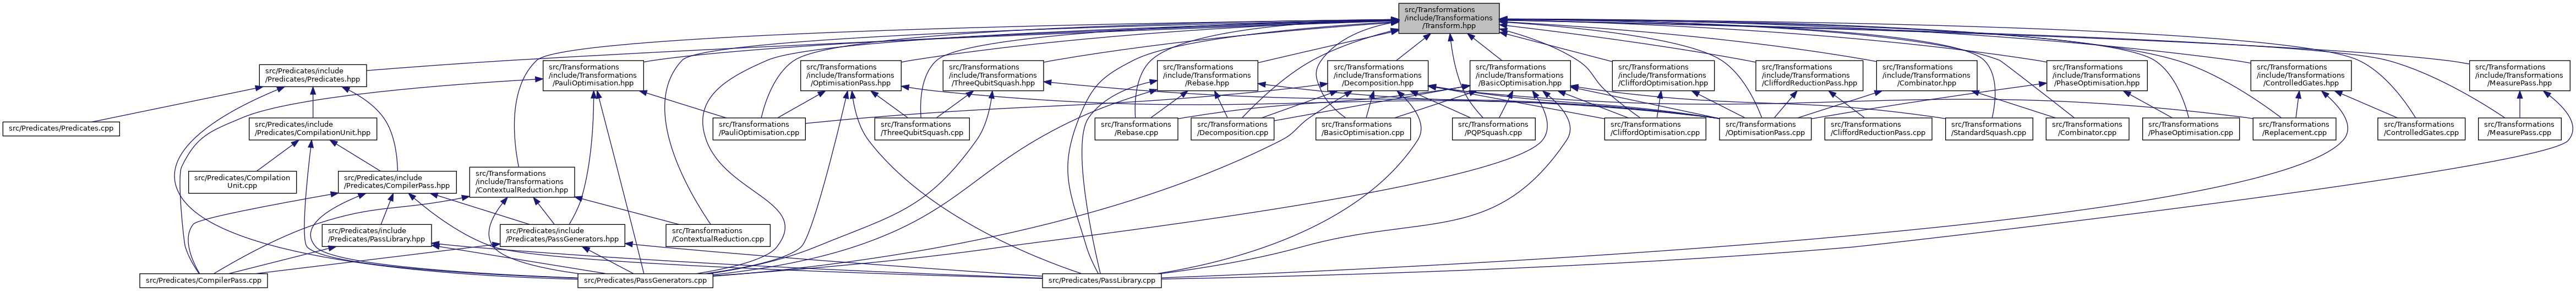 src/Transformations
/include/Transformations
/Transform.hpp
src/Predicates/include
/Predicates/Predicates.hpp
src/Transformations
/include/Transformations
/PauliOptimisation.hpp
src/Transformations
/include/Transformations
/OptimisationPass.hpp
src/Transformations
/include/Transformations
/ThreeQubitSquash.hpp
src/Transformations
/include/Transformations
/Rebase.hpp
src/Transformations
/include/Transformations
/Decomposition.hpp
src/Transformations
/include/Transformations
/BasicOptimisation.hpp
src/Transformations
/include/Transformations
/CliffordOptimisation.hpp
src/Transformations
/include/Transformations
/CliffordReductionPass.hpp
src/Transformations
/include/Transformations
/Combinator.hpp
src/Transformations
/include/Transformations
/PhaseOptimisation.hpp
src/Transformations
/include/Transformations
/ControlledGates.hpp
src/Transformations
/include/Transformations
/MeasurePass.hpp
src/Predicates/Predicates.cpp
src/Predicates/include
/Predicates/CompilationUnit.hpp
src/Transformations
/PauliOptimisation.cpp
src/Transformations
/ThreeQubitSquash.cpp
src/Transformations
/Rebase.cpp
src/Transformations
/Decomposition.cpp
src/Transformations
/BasicOptimisation.cpp
src/Transformations
/PQPSquash.cpp
src/Transformations
/CliffordOptimisation.cpp
src/Transformations
/OptimisationPass.cpp
src/Transformations
/CliffordReductionPass.cpp
src/Transformations
/StandardSquash.cpp
src/Transformations
/Combinator.cpp
src/Transformations
/PhaseOptimisation.cpp
src/Transformations
/Replacement.cpp
src/Transformations
/ControlledGates.cpp
src/Transformations
/MeasurePass.cpp
src/Predicates/Compilation
Unit.cpp
src/Predicates/include
/Predicates/CompilerPass.hpp
src/Transformations
/include/Transformations
/ContextualReduction.hpp
src/Predicates/include
/Predicates/PassLibrary.hpp
src/Predicates/include
/Predicates/PassGenerators.hpp
src/Transformations
/ContextualReduction.cpp
src/Predicates/CompilerPass.cpp
src/Predicates/PassGenerators.cpp
src/Predicates/PassLibrary.cpp